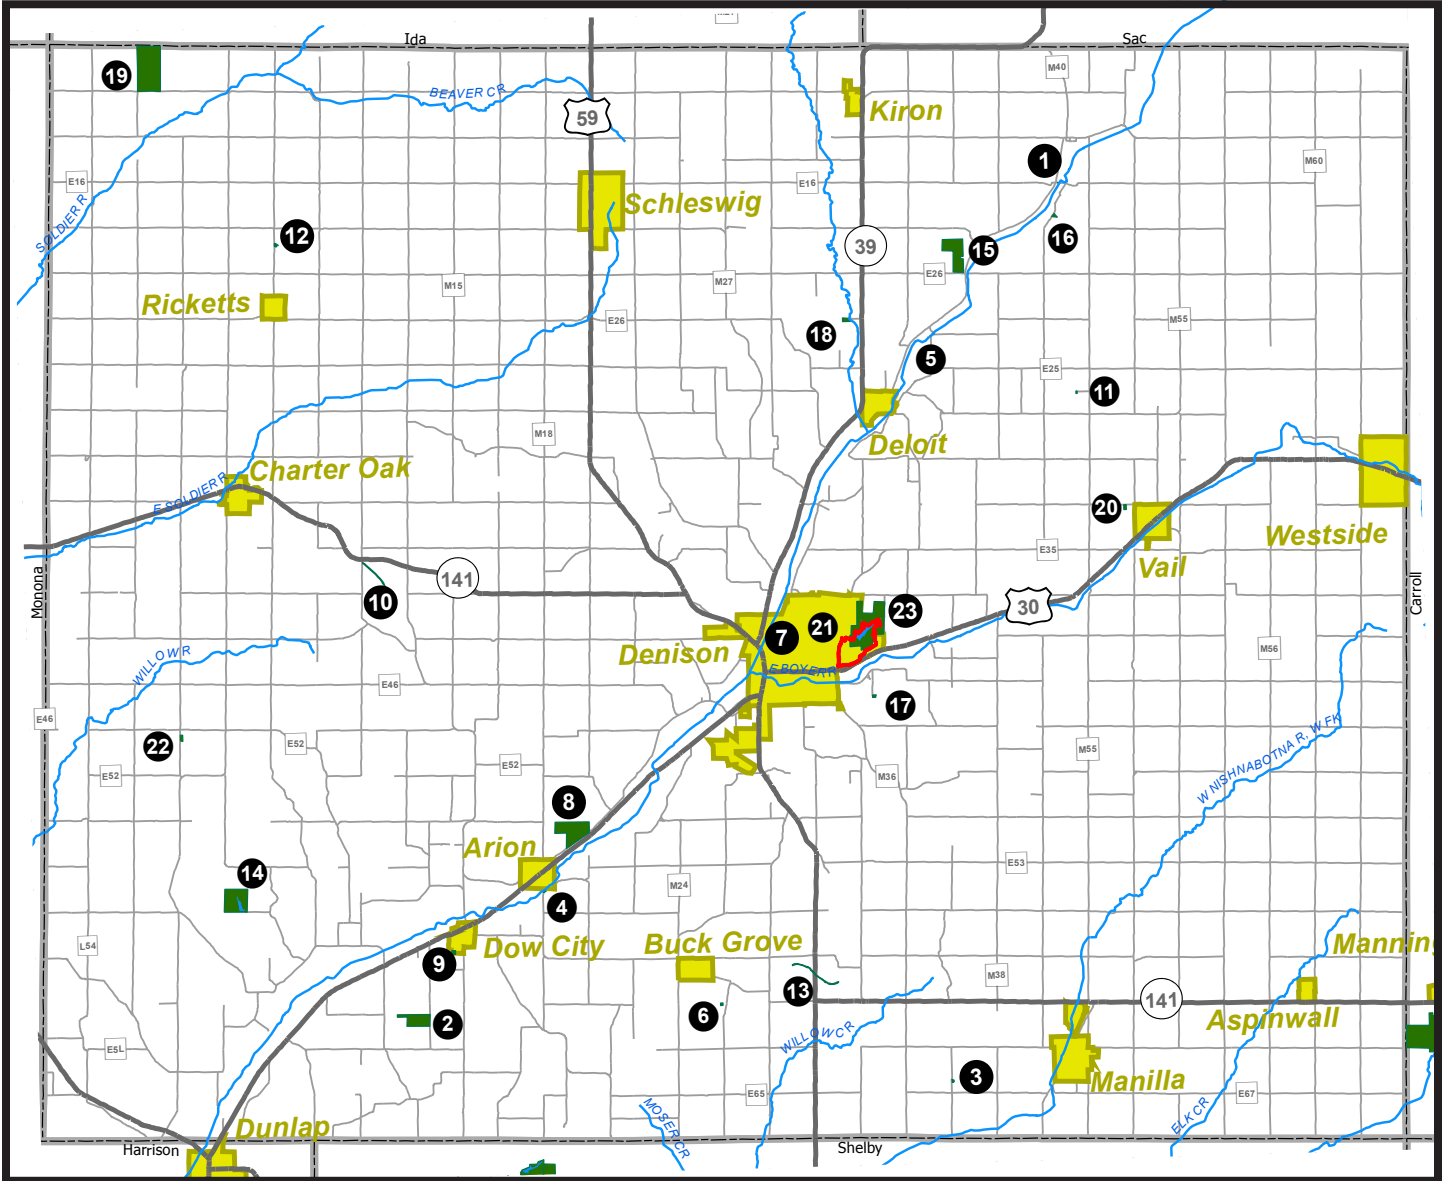 Ida
Sac
19
M40
BEAVER CR
59
Kiron
1
M60
E16
E16
Schleswig
SOLDIER R
12
39
15
16
E26
M27
M15
Ricketts
E26
18
M55
5
E25
11
M18
Deloit
Charter Oak
E SOLDIER R
20
Westside
E35
Vail
141
Monona
10
30
Carroll
23
21
7
Denison
E BOYER R
M56
WILLOW R
E46
17
E46
22
E52
M55
W NISHNABOTNA R, W FK
E52
E52
M36
8
Arion
E53
14
M24
4
L54
Dow City
Buck Grove
Mannin
9
M38
13
141
6
2
Aspinwall
WILLOW CR
E5L
3
Manilla
E65
E67
MOSER CR
ELK CR
Dunlap
Harrison
Shelby